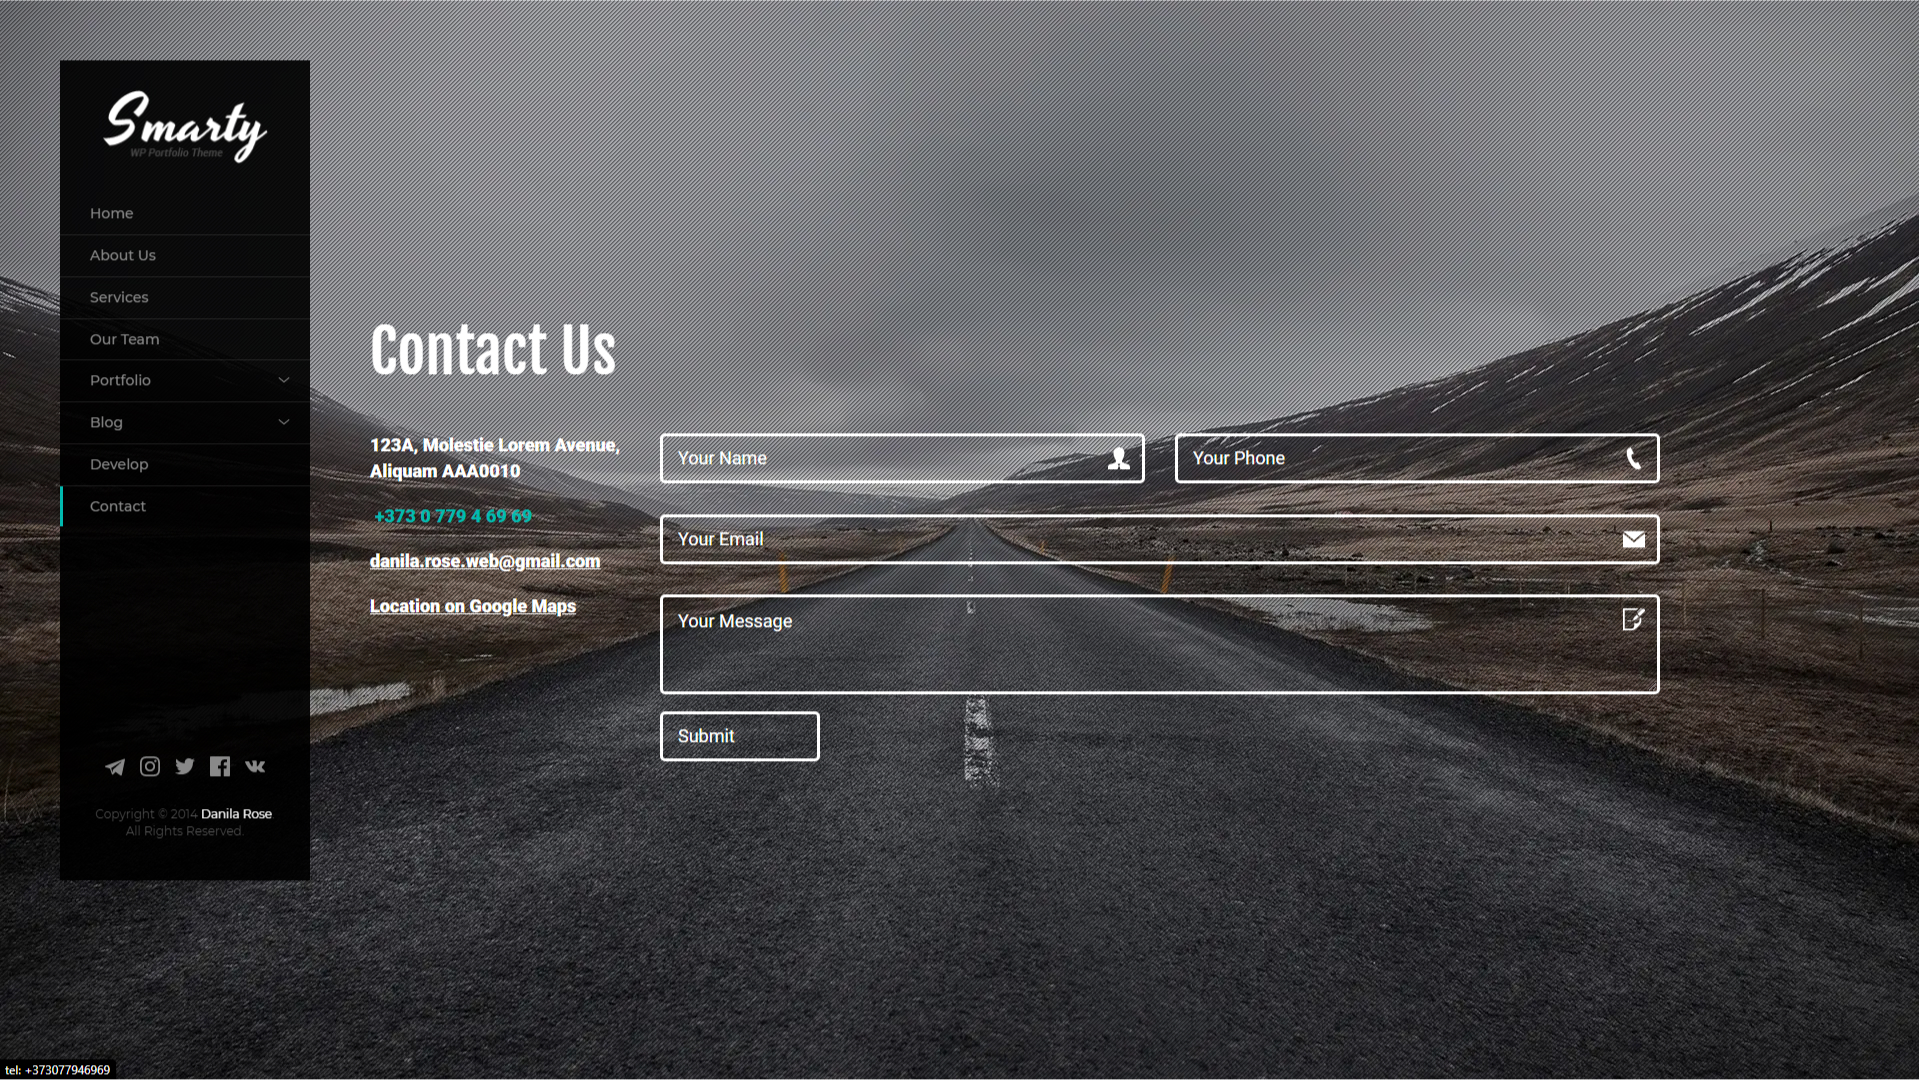 Smarty
WP Portfolio Theme
Home
About Us
Services
Our Team
Portfolio
Blog
Develop
Contact
Copyright © 2014 Danila Rose
All Rights Reserved.
Contact Us
123A, Molestie Lorem Avenue,
Aliquam AAA0010
+373 0 779 4 69 69
danila.rose.web@gmail.com
Location on Google Maps
Your Name
Your Phone
Your Email
Your Message
Submit
tel: +373077946969